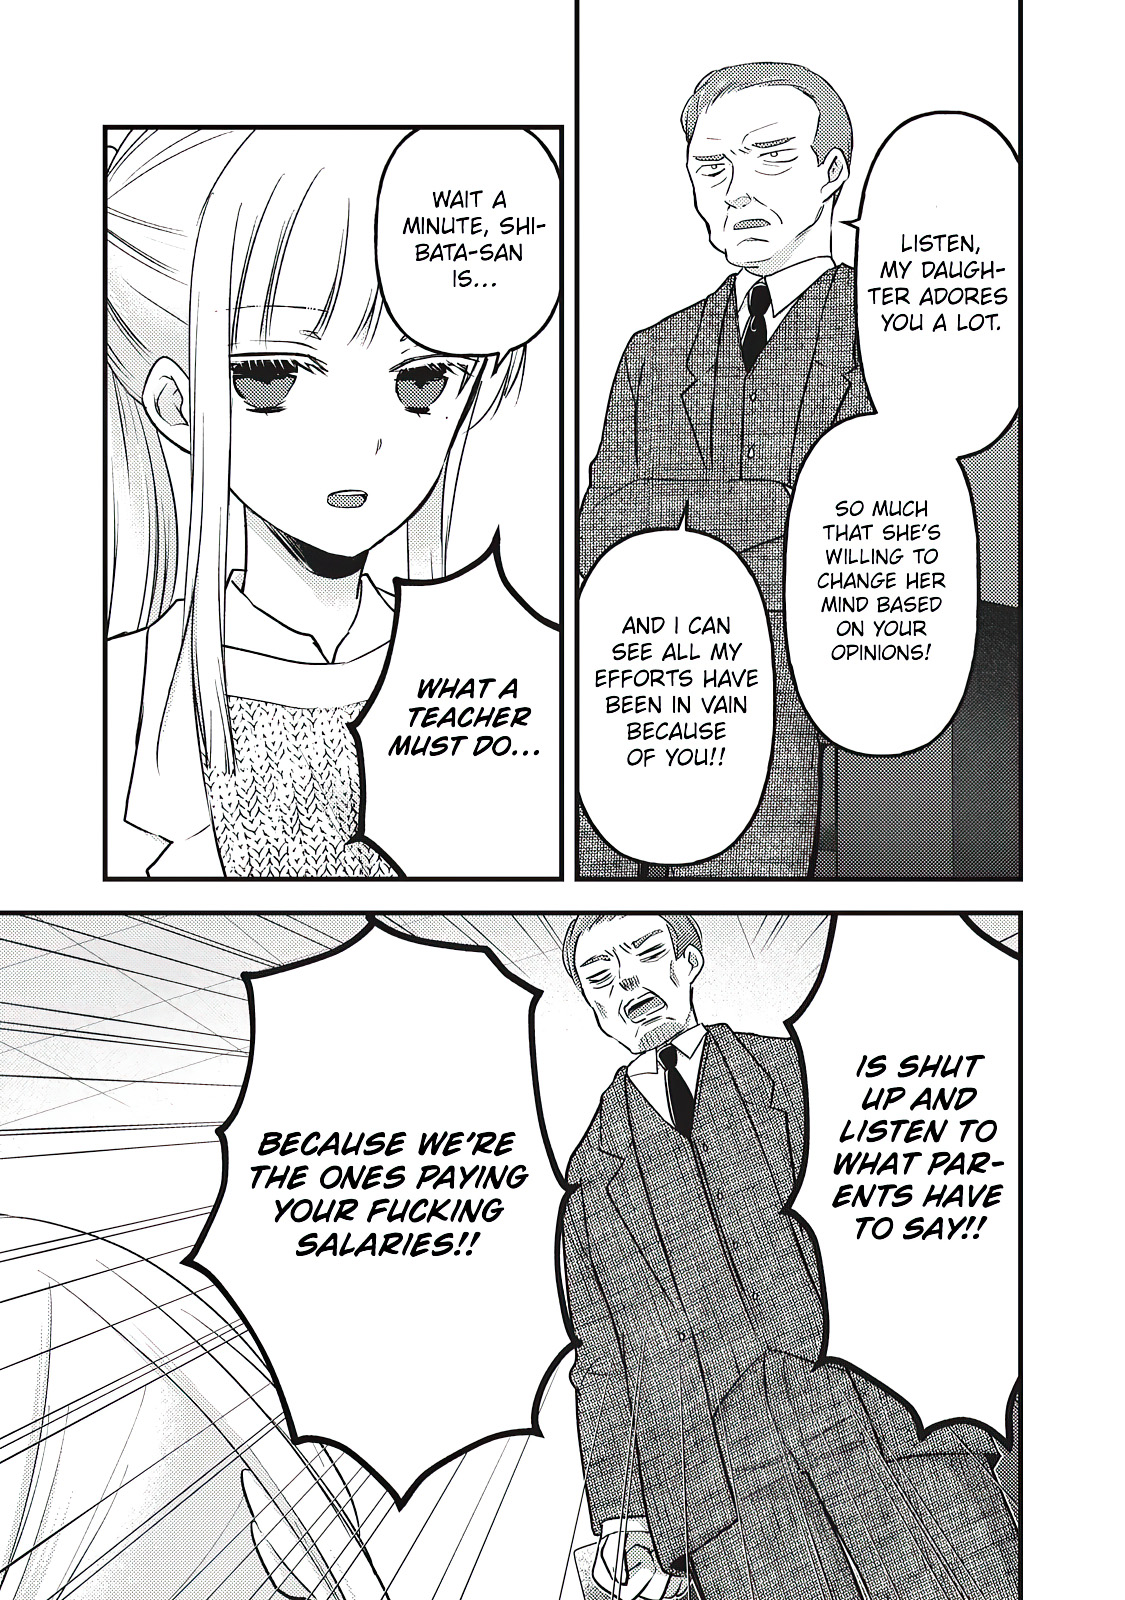 LISTEN,
MY DAUGH-
TER ADORES
YOU A LOT.
SO MUCH
THAT SHE'S
WILLING TO
CHANGE HER
MIND BASED
ON YOUR
OPINIONS!
AND I CAN
SEE ALL MY
EFFORTS HAVE
BEEN IN VAIN
BECAUSE
OF YOU!!
WAIT A
MINUTE, SHI-
BATA-SAN
IS...
WHAT A
TEACHER
MUST DO...
IS SHUT
UP AND
LISTEN TO
WHAT PAR-
ENTS HAVE
TO SAY!!
BECAUSE WE'RE
THE ONES PAYING
YOUR FUCKING
SALARIES!!